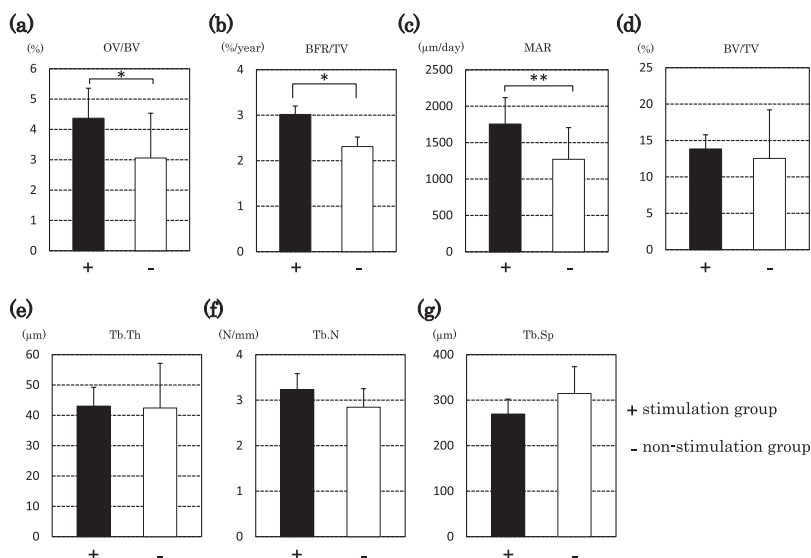 (a)
OV/BV
(%)
6
5
4
3
2
1
0
*
+ -
(b)
BFR/TV
(%/year)
4
3
2
1
0
*
+ -
(c)
MAR
(µm/day)
2500
2000
1500
1000
500
0
**
+ -
(d)
BV/TV
(%)
25
20
15
10
5
0
+ -
(e)
Tb.Th
(µm)
60
50
40
30
20
10
0
+ -
(f)
Tb.N
(N/mm)
4
3
2
1
0
+ -
(g)
Tb.Sp
(µm)
400
300
200
100
0
+ -
+ stimulation group
- non-stimulation group